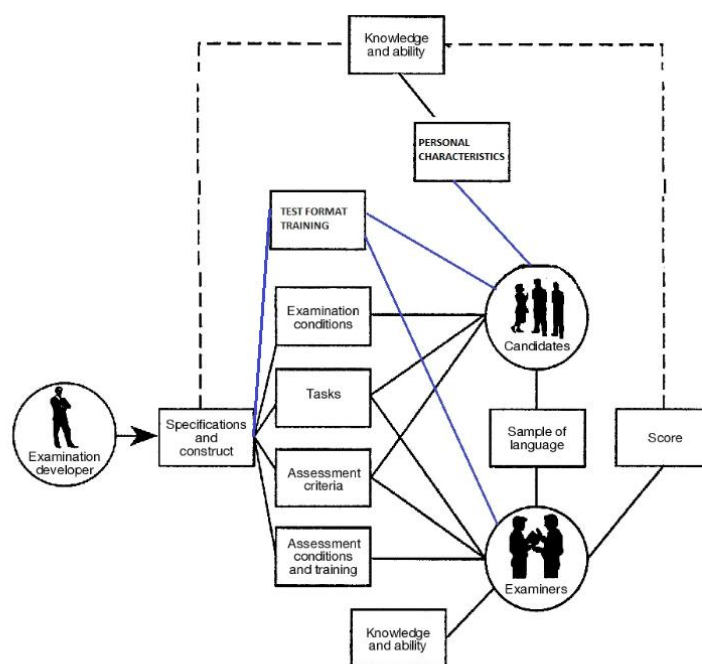 Knowledge
and ability
PERSONAL
CHARACTERISTICS
TEST FORMAT
TRAINING
Examination
conditions
Candidates
Tasks
Specifications
and
construct
Examination
developer
Sample of
language
Score
Assessment
criteria
Assessment
conditions
and training
Examiners
Knowledge
and ability